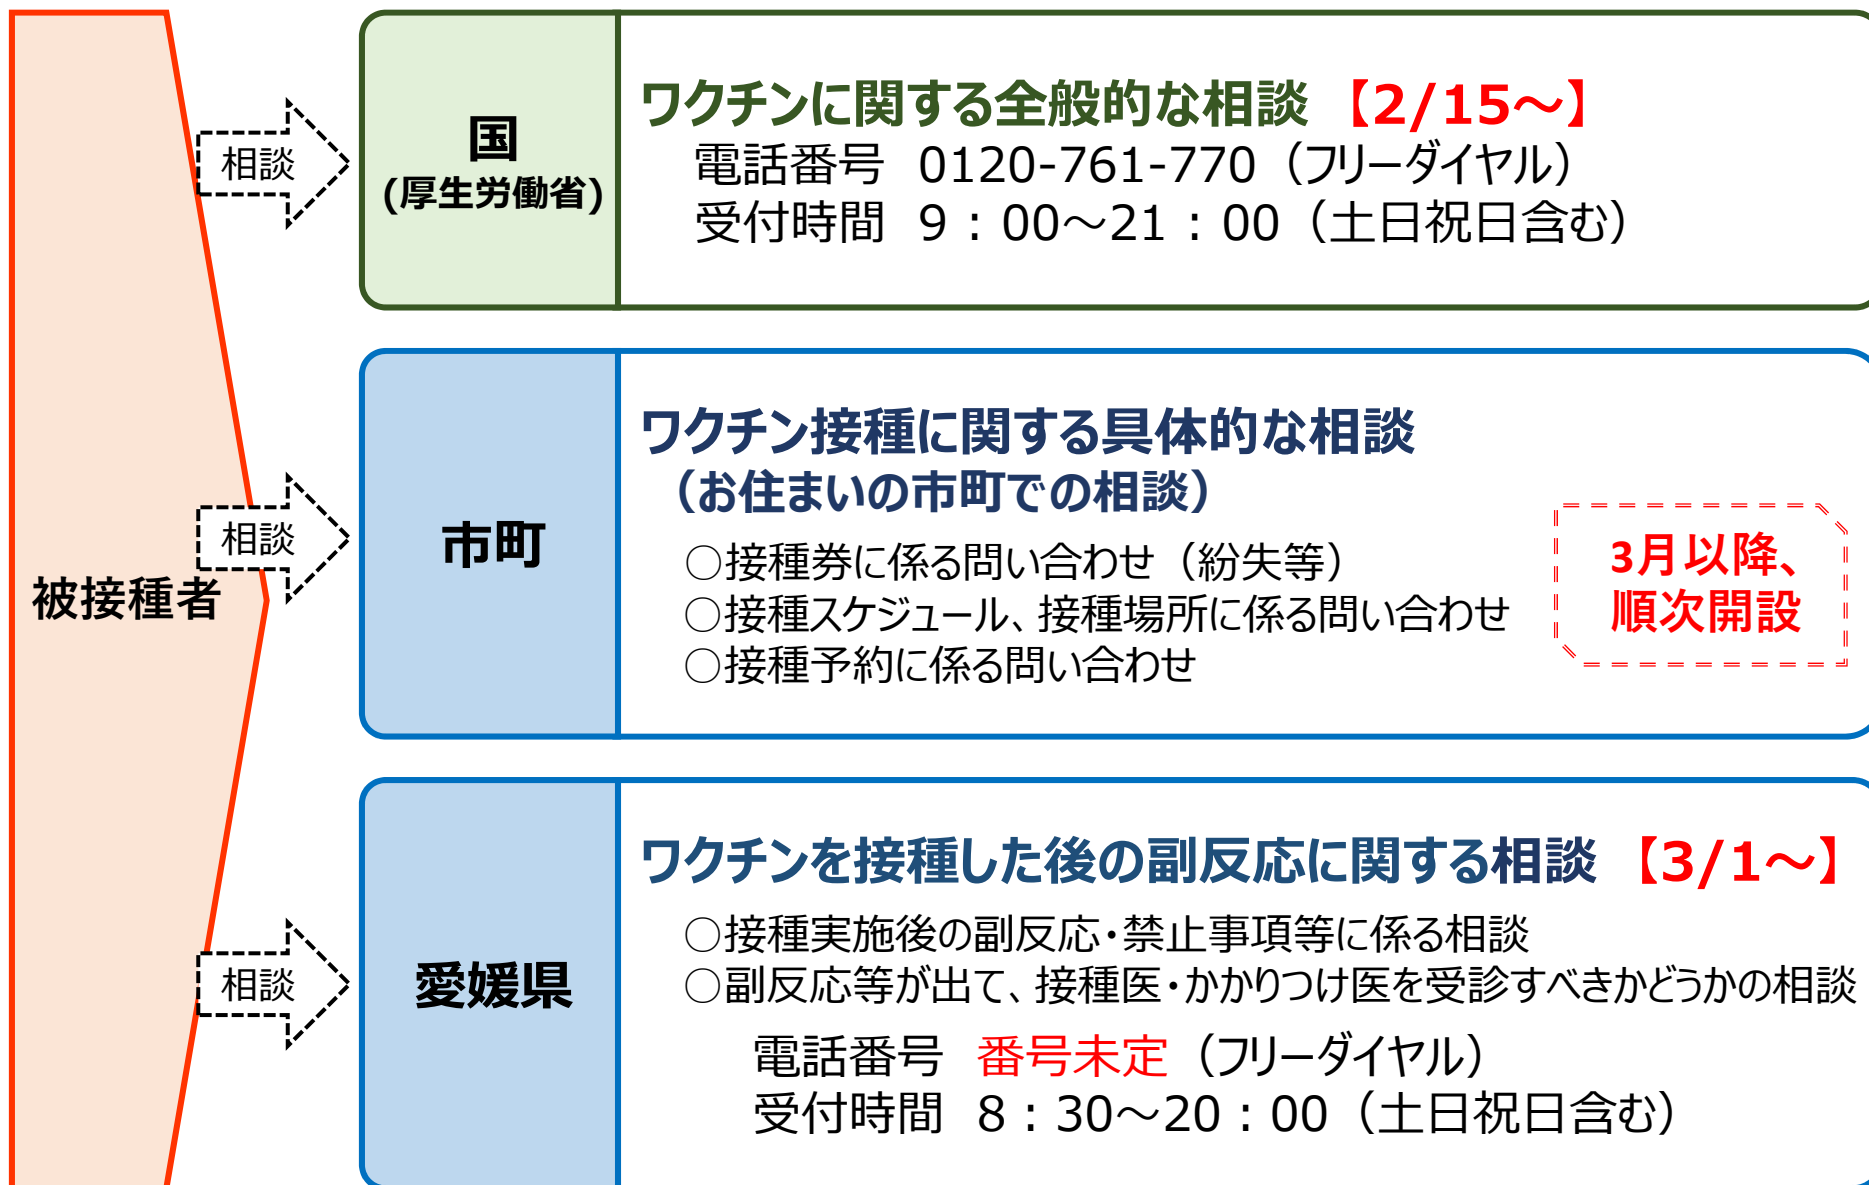 被接種者
相談
国
(厚生労働省)
ワクチンに関する全般的な相談 【2/15～】
電話番号 0120-761-770（フリーダイヤル）
受付時間 9：00～21：00（土日祝日含む）
相談
市町
ワクチン接種に関する具体的な相談
（お住まいの市町での相談）
○接種券に係る問い合わせ（紛失等）
○接種スケジュール、接種場所に係る問い合わせ
○接種予約に係る問い合わせ
3月以降、
順次開設
相談
愛媛県
ワクチンを接種した後の副反応に関する相談 【3/1～】
○接種実施後の副反応・禁止事項等に係る相談
○副反応等が出て、接種医・かかりつけ医を受診すべきかどうかの相談
電話番号 番号未定（フリーダイヤル）
受付時間 8：30～20：00（土日祝日含む）